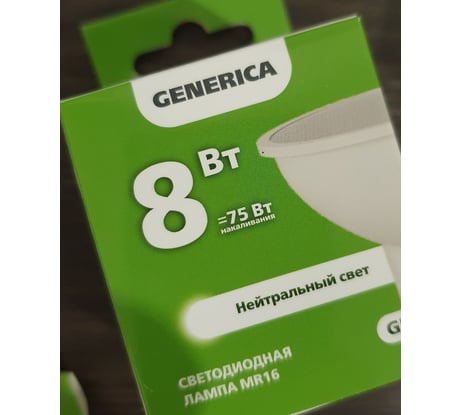 GENERICA
8 Вт
=75 Вт
накаливания
Нейтральный свет
СВЕТОДИОДНАЯ
ЛАМПА MR16